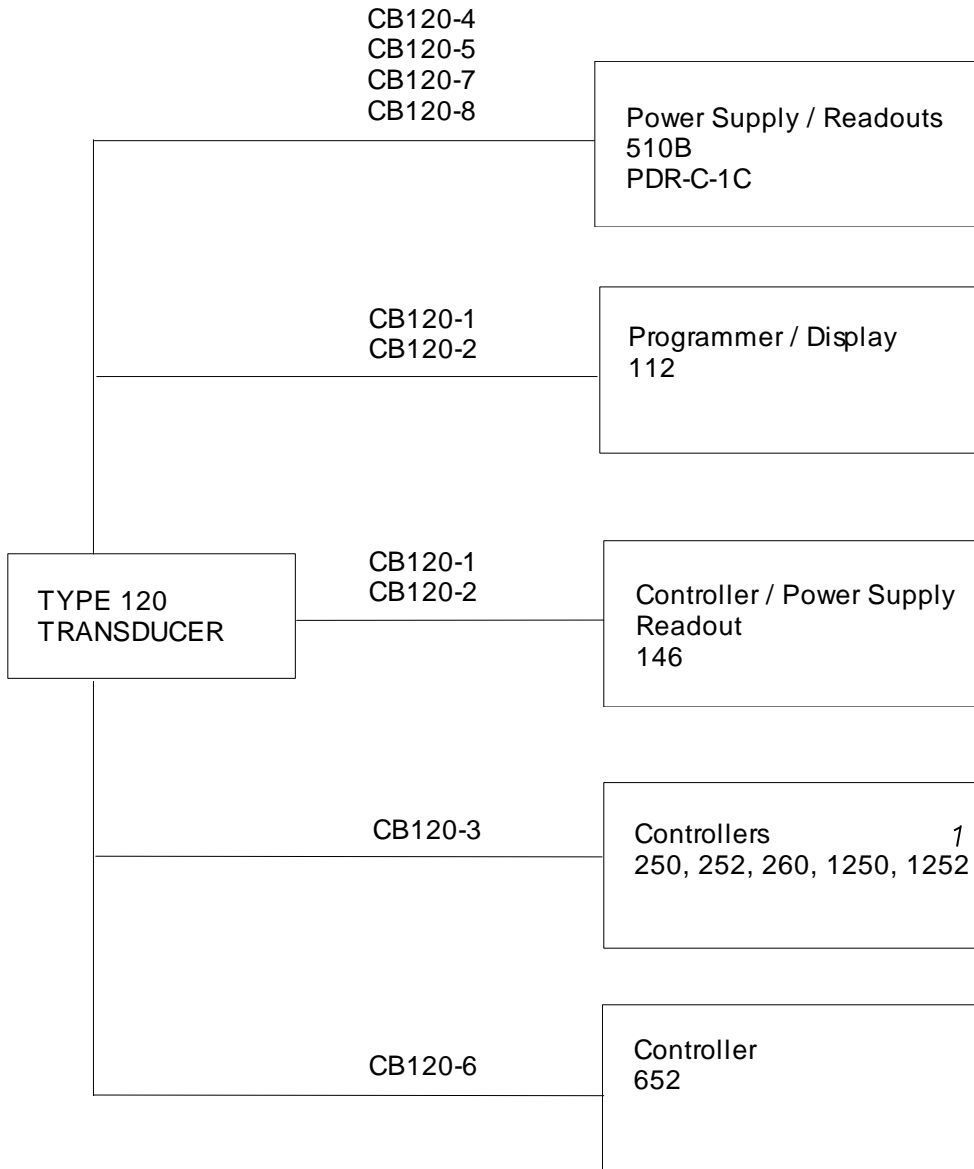 CB120-4
CB120-5
CB120-7
CB120-8
Power Supply / Readouts
510B
PDR-C-1C
CB120-1
CB120-2
Programmer / Display
112
TYPE 120
TRANSDUCER
CB120-1
CB120-2
Controller / Power Supply
Readout
146
CB120-3
Controllers 1
250, 252, 260, 1250, 1252
CB120-6
Controller
652